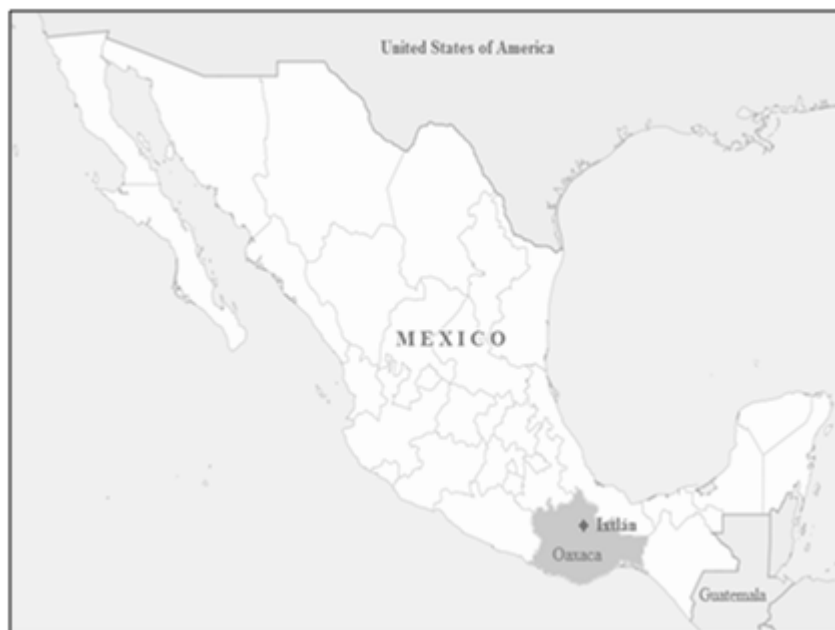 United States of America
MEXICO
Ixtlán
Oaxaca
Guatemala